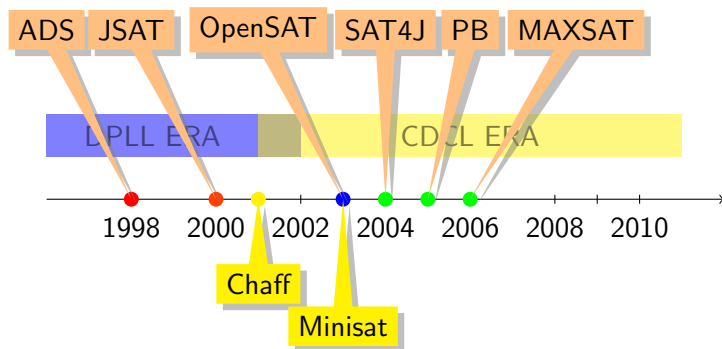 ADS JSAT OpenSAT SAT4J PB MAXSAT
DPLL ERA CDCL ERA
1998 2000 2002 2004 2006 2008 2010
Chaff
Minisat